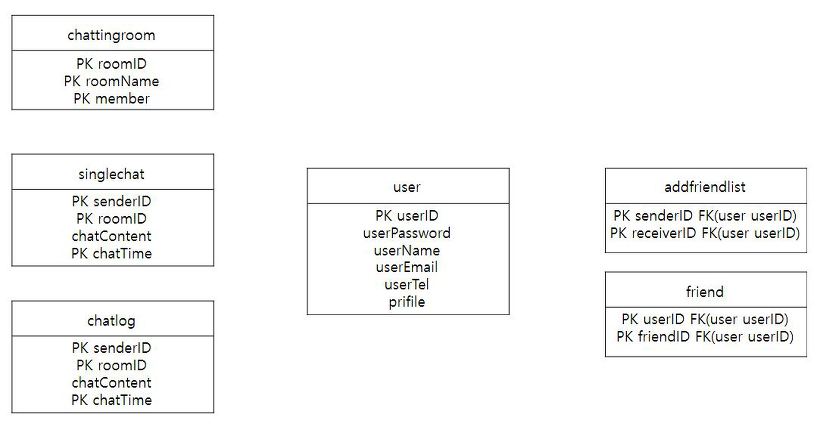 chattingroom
PK roomID
PK roomName
PK member
singlechat
PK senderID
PK roomID
chatContent
PK chatTime
chatlog
PK senderID
PK roomID
chatContent
PK chatTime
user
PK userID
userPassword
userName
userEmail
userTel
prifile
addfriendlist
PK senderID FK(user userID)
PK receiverID FK(user userID)
friend
PK userID FK(user userID)
PK friendID FK(user userID)